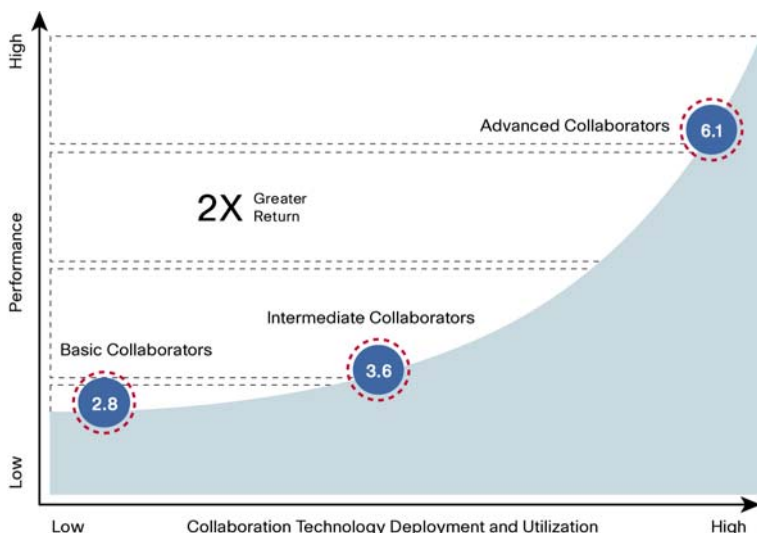 High
Advanced Collaborators
6.1
2X Greater
Return
Performance
Intermediate Collaborators
Basic Collaborators
3.6
2.8
Low
Low Collaboration Technology Deployment and Utilization High